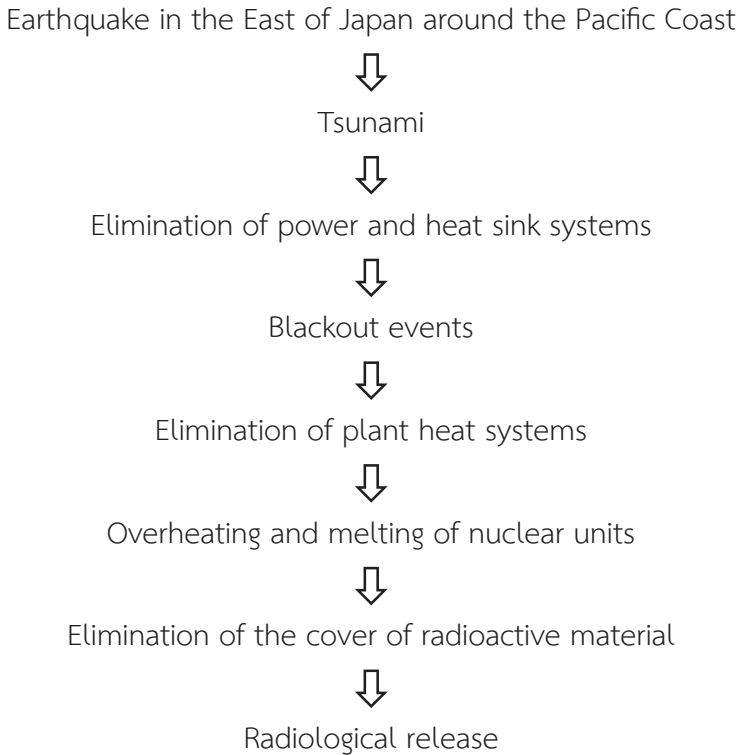 Earthquake in the East of Japan around the Pacific Coast
Tsunami
Elimination of power and heat sink systems
Blackout events
Elimination of plant heat systems
Overheating and melting of nuclear units
Elimination of the cover of radioactive material
Radiological release